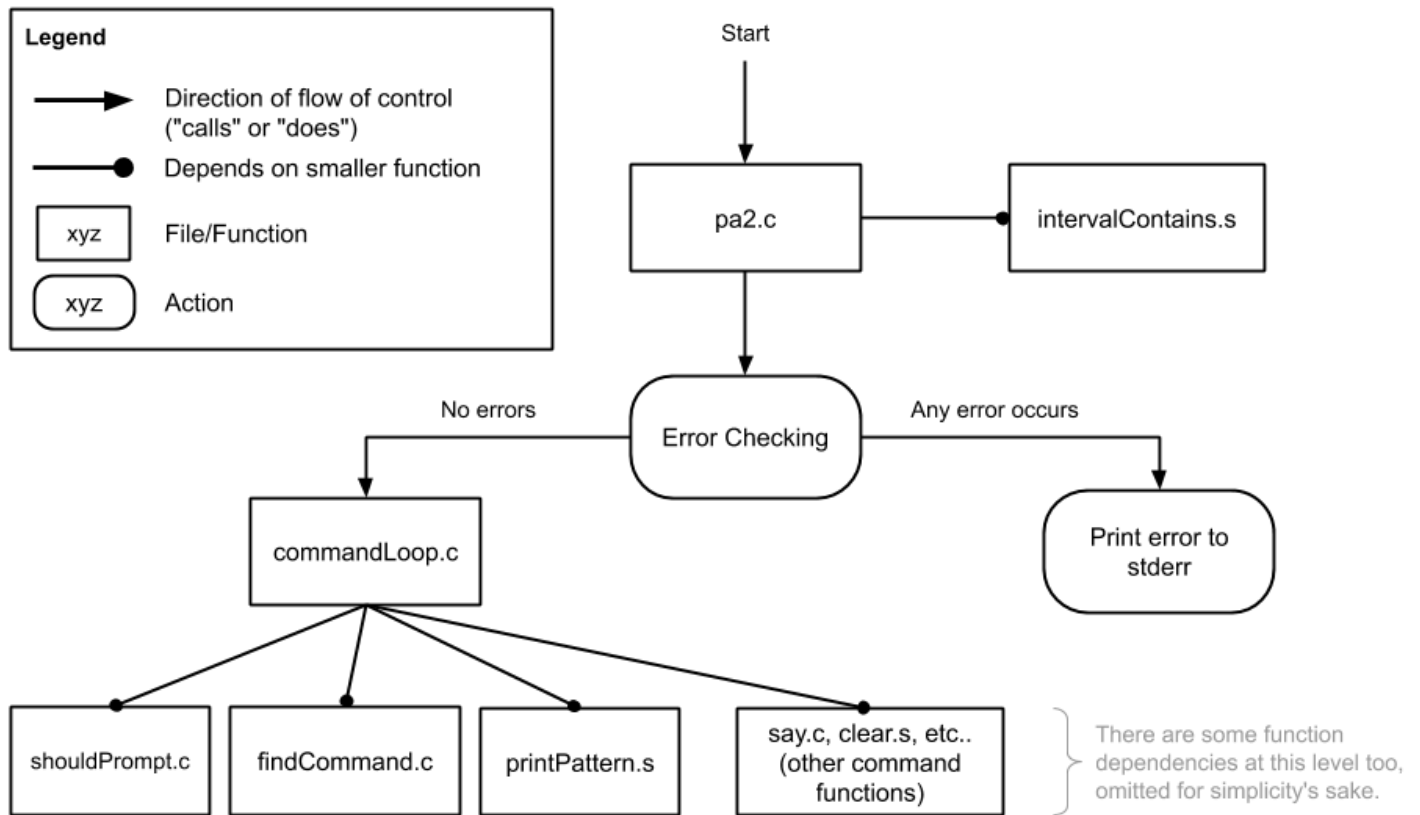 Legend
Direction of flow of control
("calls" or "does")
Depends on smaller function
xyz
File/Function
xyz
Action
Start
pa2.c
intervalContains.s
No errors
Error Checking
Any error occurs
commandLoop.c
Print error to
stderr
shouldPrompt.c
findCommand.c
printPattern.s
say.c, clear.s, etc..
(other command
functions)
There are some function
dependencies at this level too,
omitted for simplicity's sake.